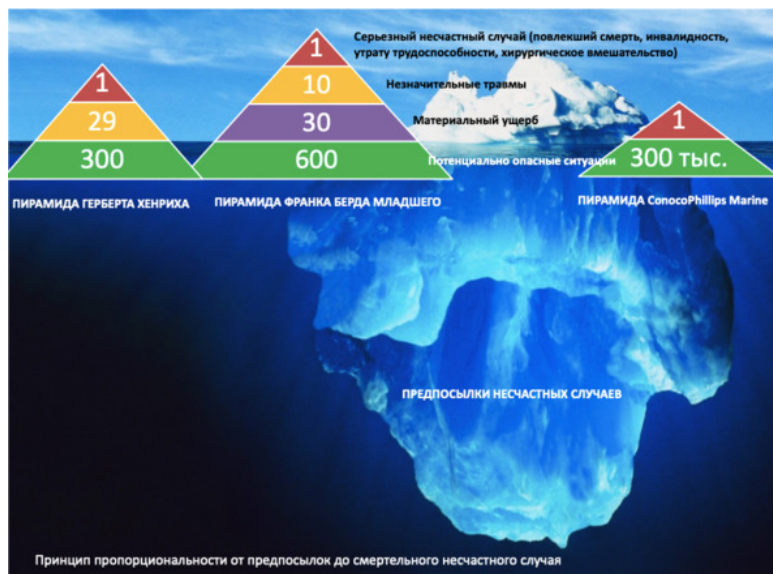 Серьезный несчастный случай (повлекший смерть, инвалидность,
утрату трудоспособности, хирургическое вмешательство)
1
1
10
Незначительные травмы
29
30
Материальный ущерб
1
300
600
Потенциально опасные ситуации
300 тыс.
ПИРАМИДА ГЕРБЕРТА ХЕНРИХА
ПИРАМИДА ФРАНКА БЕРДА МЛАДШЕГО
ПИРАМИДА ConocoPhillips Marine
ПРЕДПОСЫЛКИ НЕСЧАСТНЫХ СЛУЧАЕВ
Принцип пропорциональности от предпосылок до смертельного несчастного случая